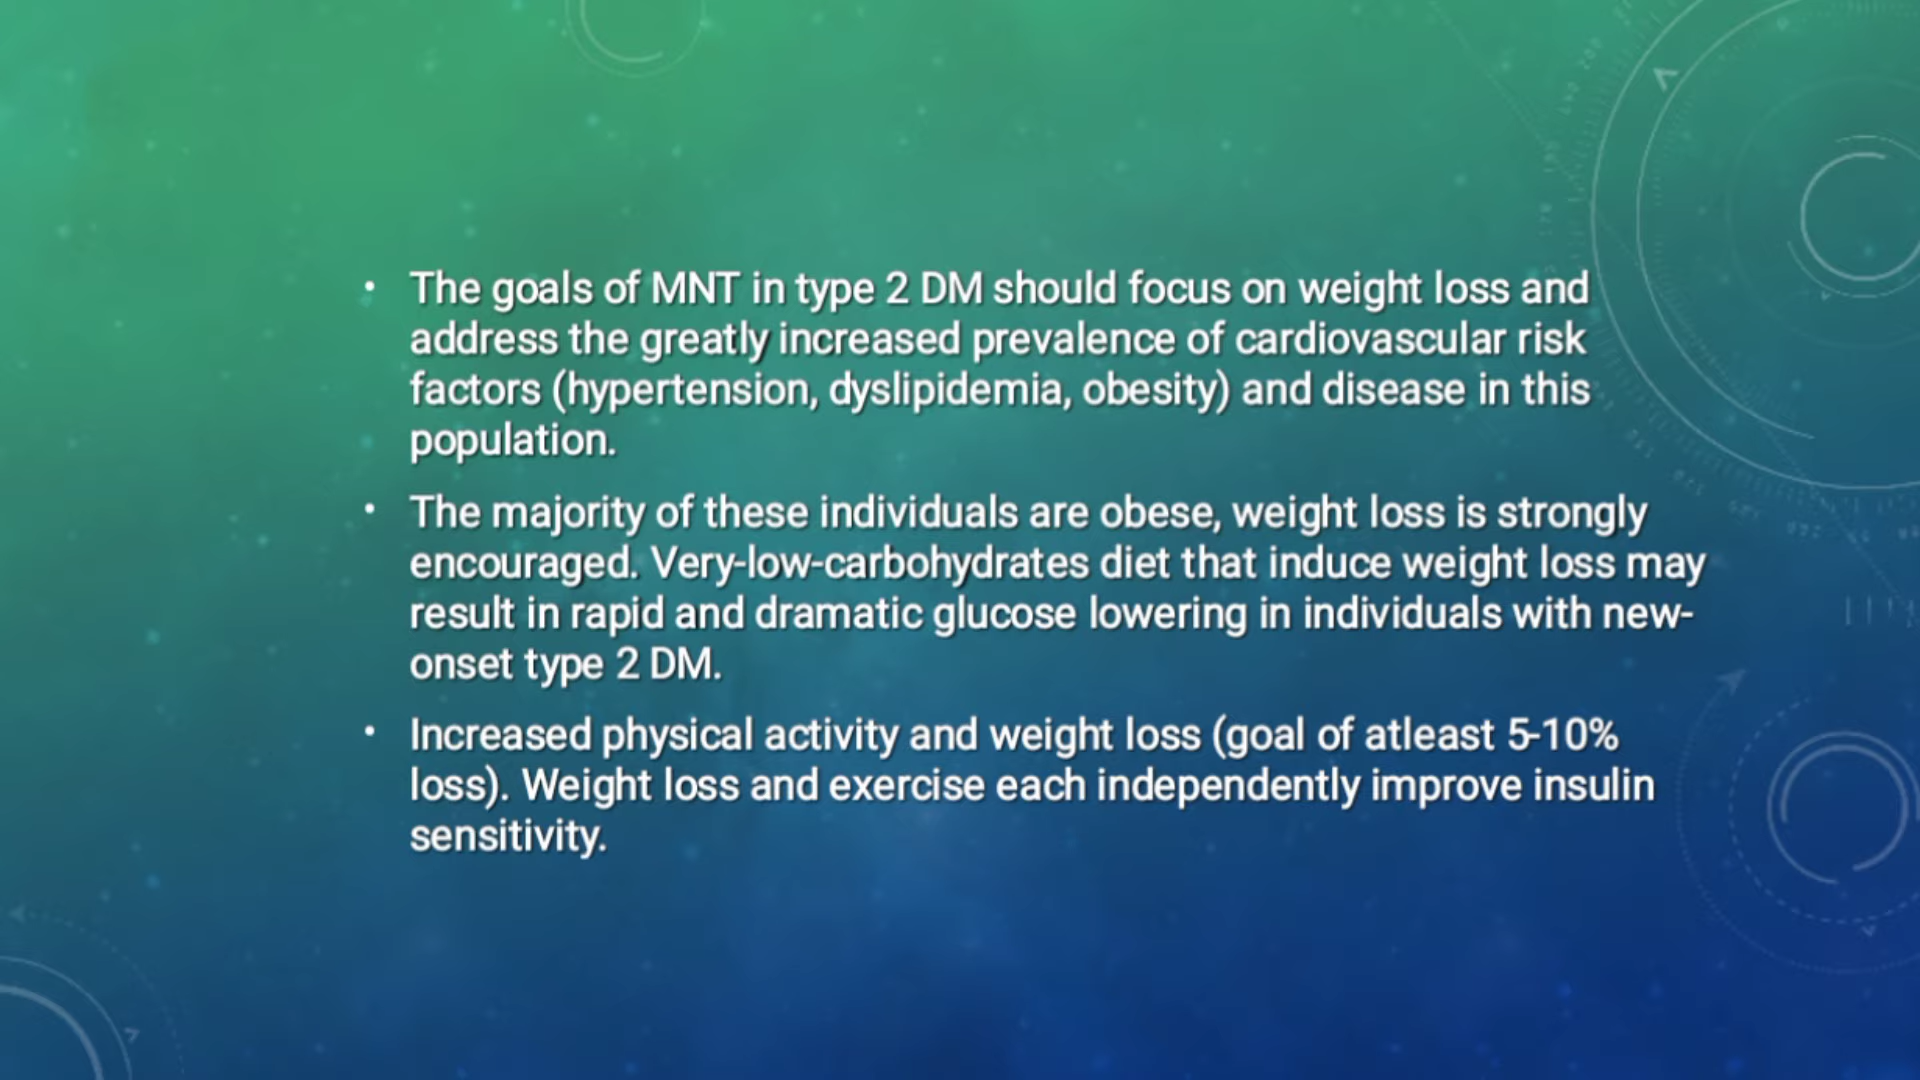 • The goals of MNT in type 2 DM should focus on weight loss and
address the greatly increased prevalence of cardiovascular risk
factors (hypertension, dyslipidemia, obesity) and disease in this
population.
• The majority of these individuals are obese, weight loss is strongly
encouraged. Very-low-carbohydrates diet that induce weight loss may
result in rapid and dramatic glucose lowering in individuals with new-
onset type 2 DM.
• Increased physical activity and weight loss (goal of atleast 5-10%
loss). Weight loss and exercise each independently improve insulin
sensitivity.